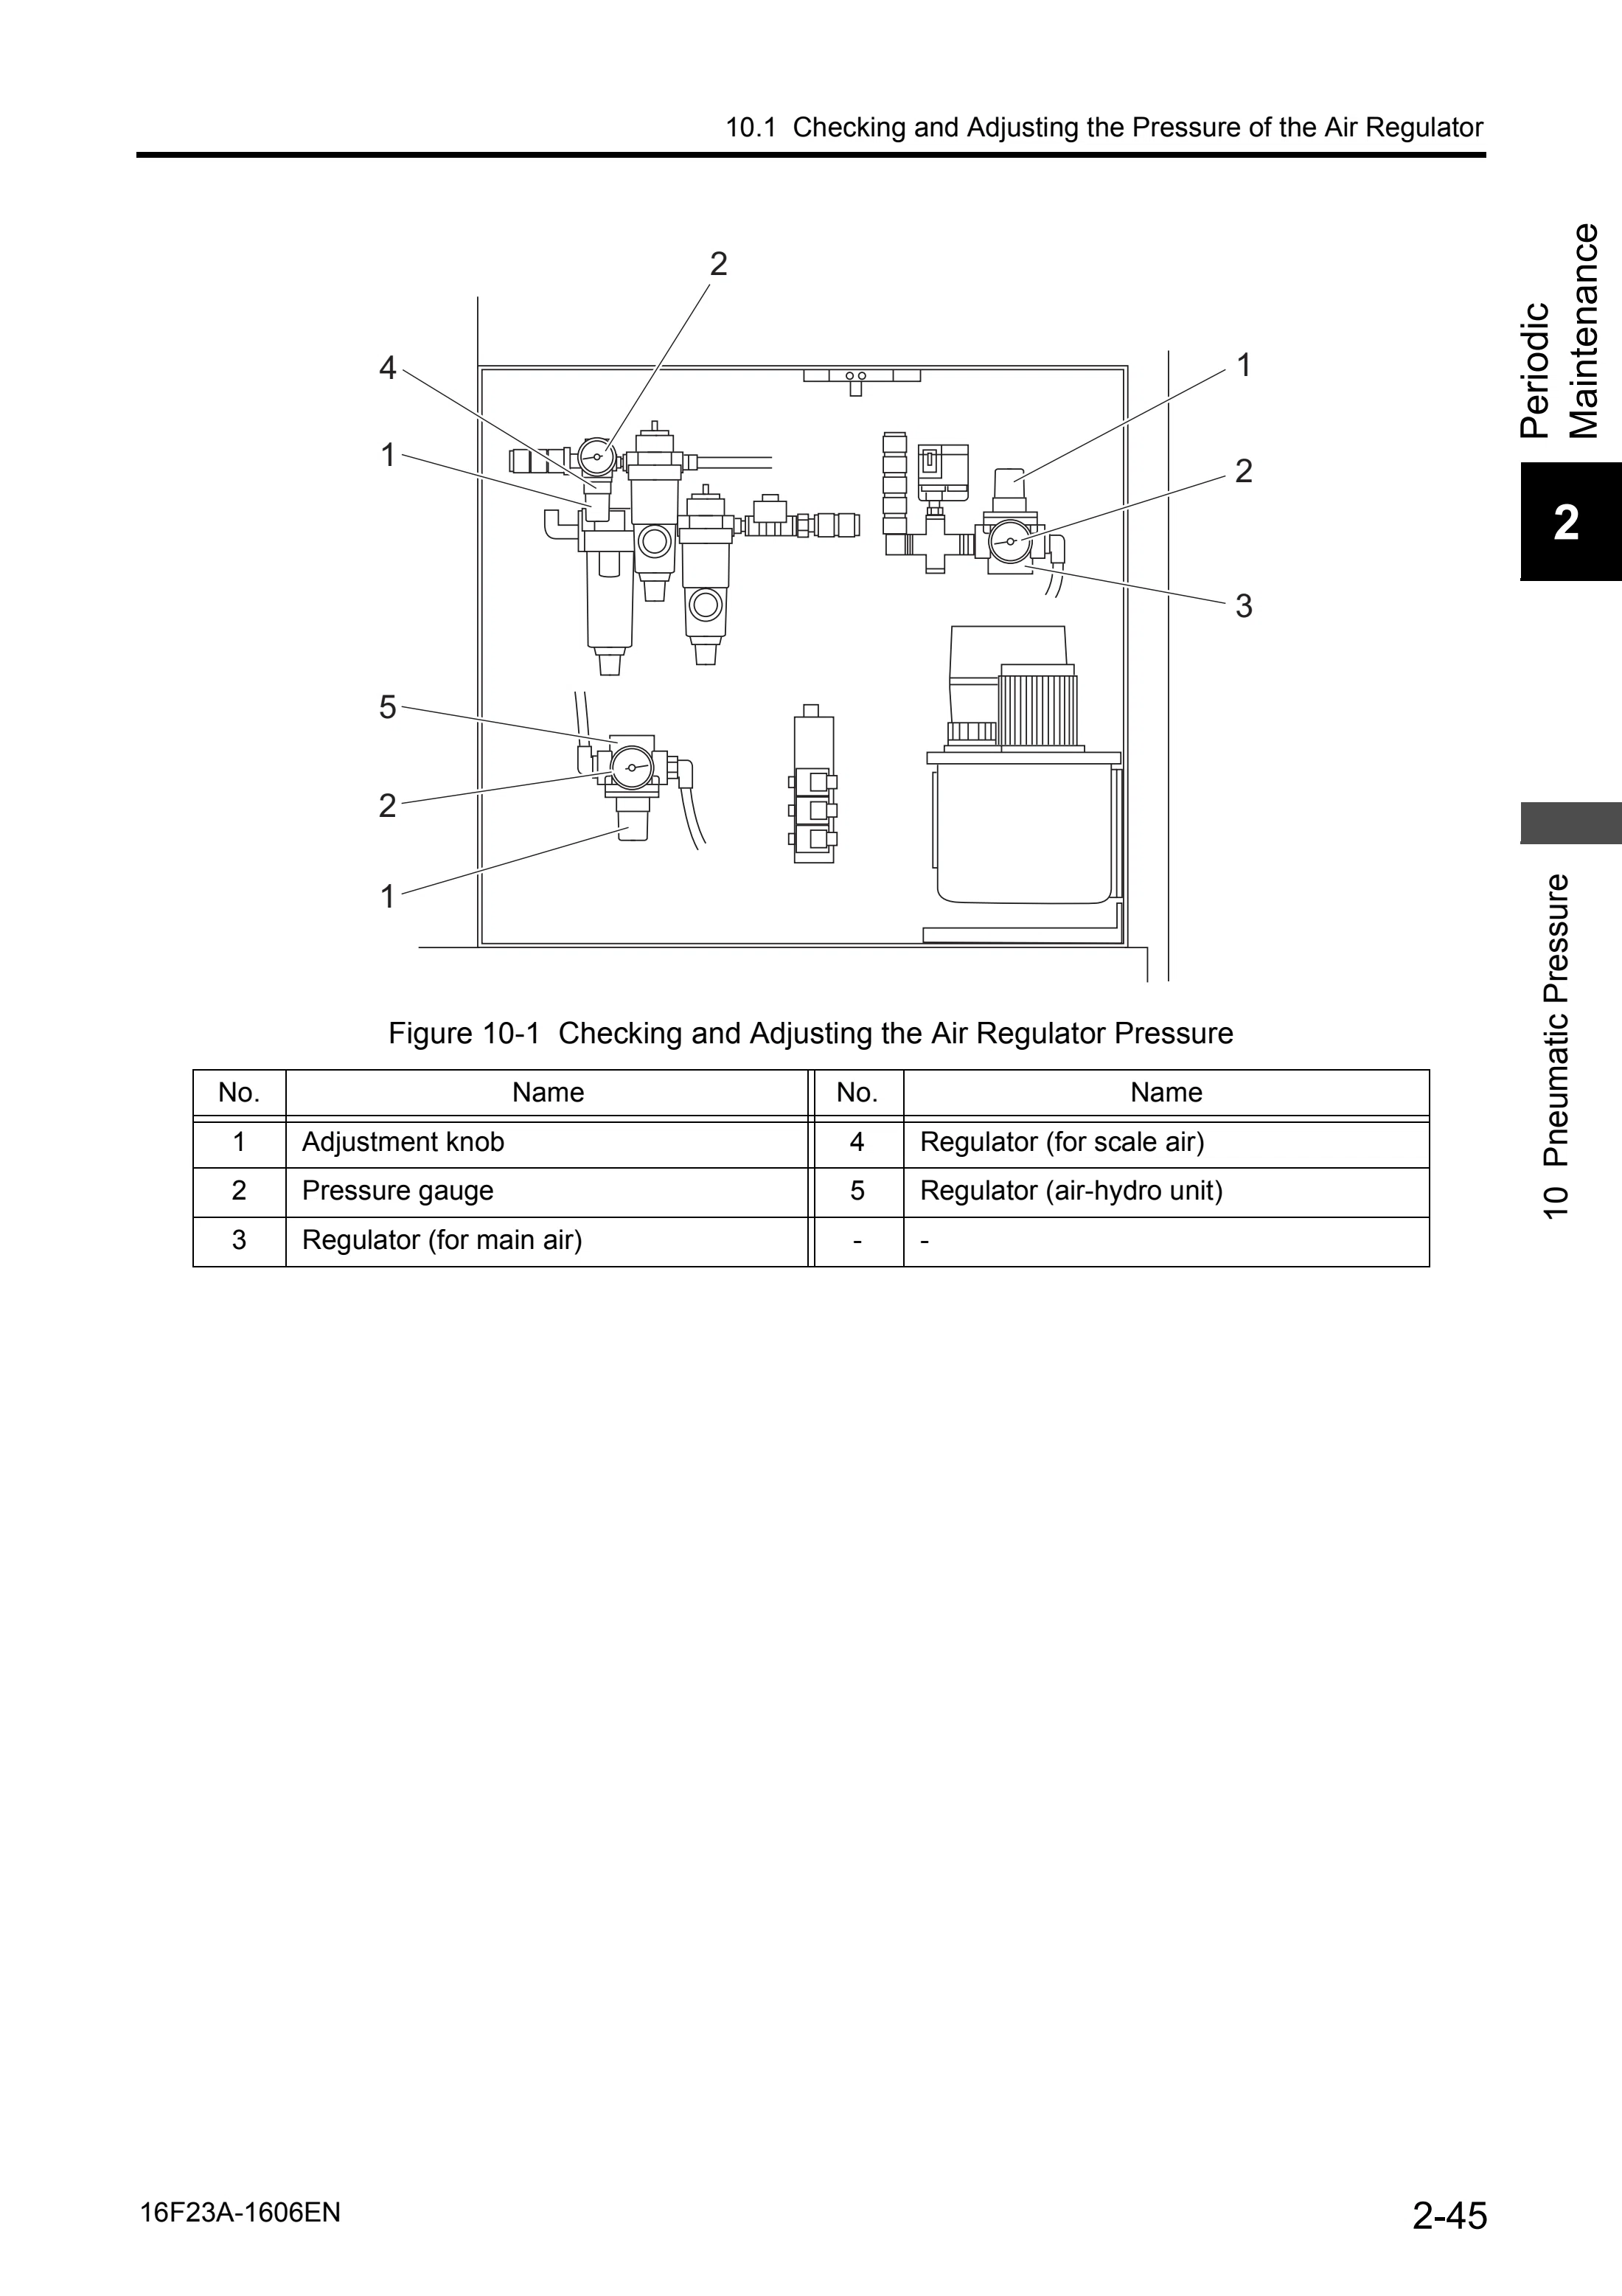 10.1 Checking and Adjusting the Pressure of the Air Regulator
2
4
1
1
2
3
5
2
1
Figure 10-1 Checking and Adjusting the Air Regulator Pressure
No. Name No. Name
1 Adjustment knob 4 Regulator (for scale air)
2 Pressure gauge 5 Regulator (air-hydro unit)
3 Regulator (for main air) - -
Periodic
Maintenance
2
10 Pneumatic Pressure
16F23A-1606EN
2-45